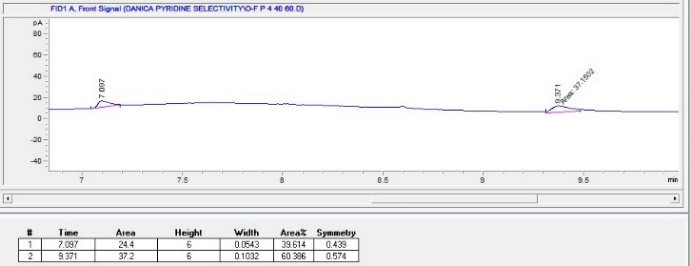 FID1 A, Front Signal (DANICA PYRIDINE SELECTIVITY\O-F P 4 40 60.D)
pA
80
60
40
20
0
-20
-40
7.097
9.371
Area: 37.1502
7 7.5 8 8.5 9 9.5 min
# Time Area Height Width Area% Symmetry
1 7.097 24.4 6 0.0543 39.614 0.439
2 9.371 37.2 6 0.1032 60.386 0.574